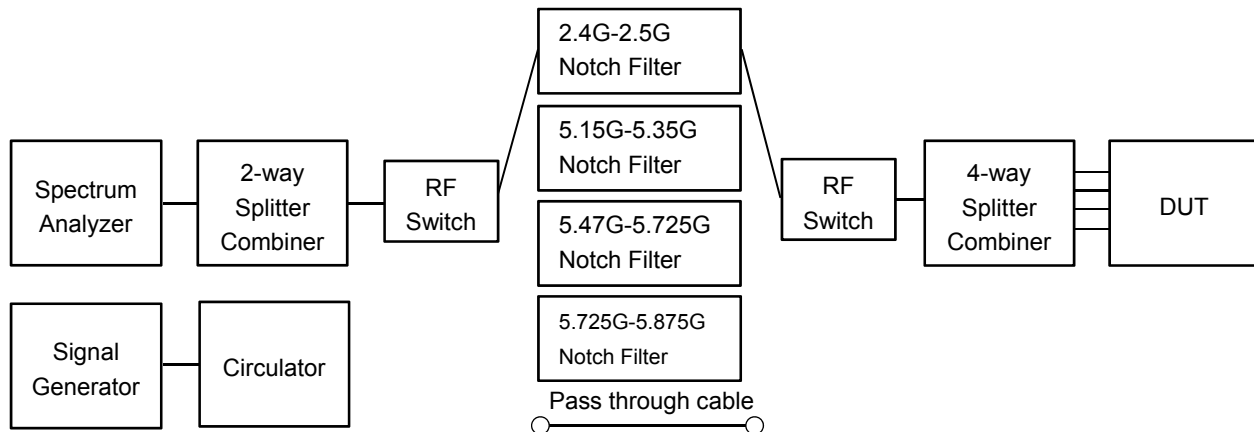 2.4G-2.5G
Notch Filter
5.15G-5.35G
Notch Filter
5.47G-5.725G
Notch Filter
5.725G-5.875G
Notch Filter
Pass through cable
Spectrum
Analyzer
2-way
Splitter
Combiner
RF
Switch
RF
Switch
4-way
Splitter
Combiner
DUT
Signal
Generator
Circulator